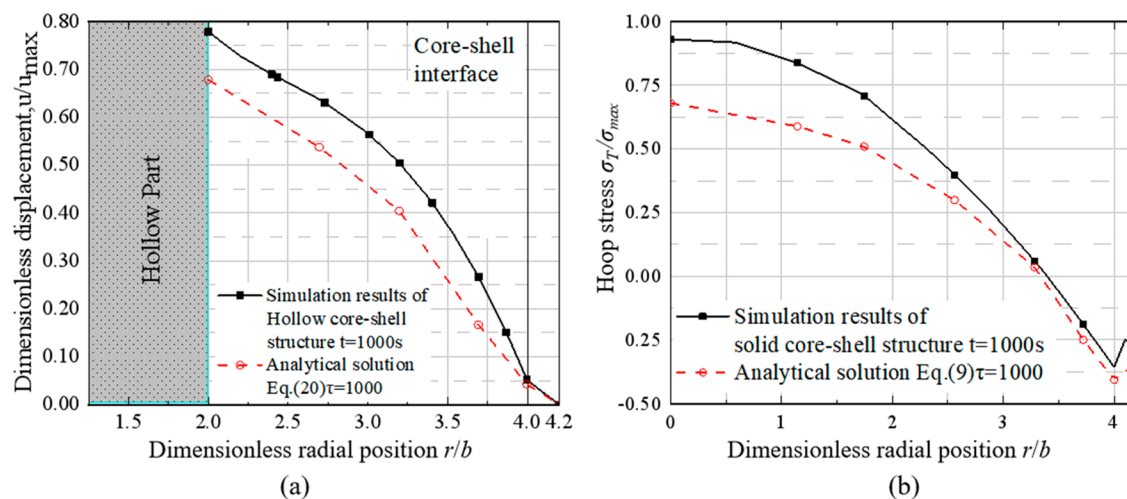 0.80
0.70
0.60
0.50
0.40
0.30
0.20
0.10
0.00
Dimensionless displacement,u/umax
Hollow Part
Core-shell
interface
Simulation results of
Hollow core-shell
structure t=1000s
Analytical solution
Eq.(20)τ=1000
1.5
2.0
2.5
3.0
3.5
4.0
4.2
Dimensionless radial position r/b
(a)
1.00
0.75
0.50
0.25
0.00
0.25
-0.50
Hoop stress σT/σmax
Simulation results of
solid core-shell structure t=1000s
Analytical solution Eq.(9)τ=1000
0
1
2
3
4
Dimensionless radial position r/b
(b)